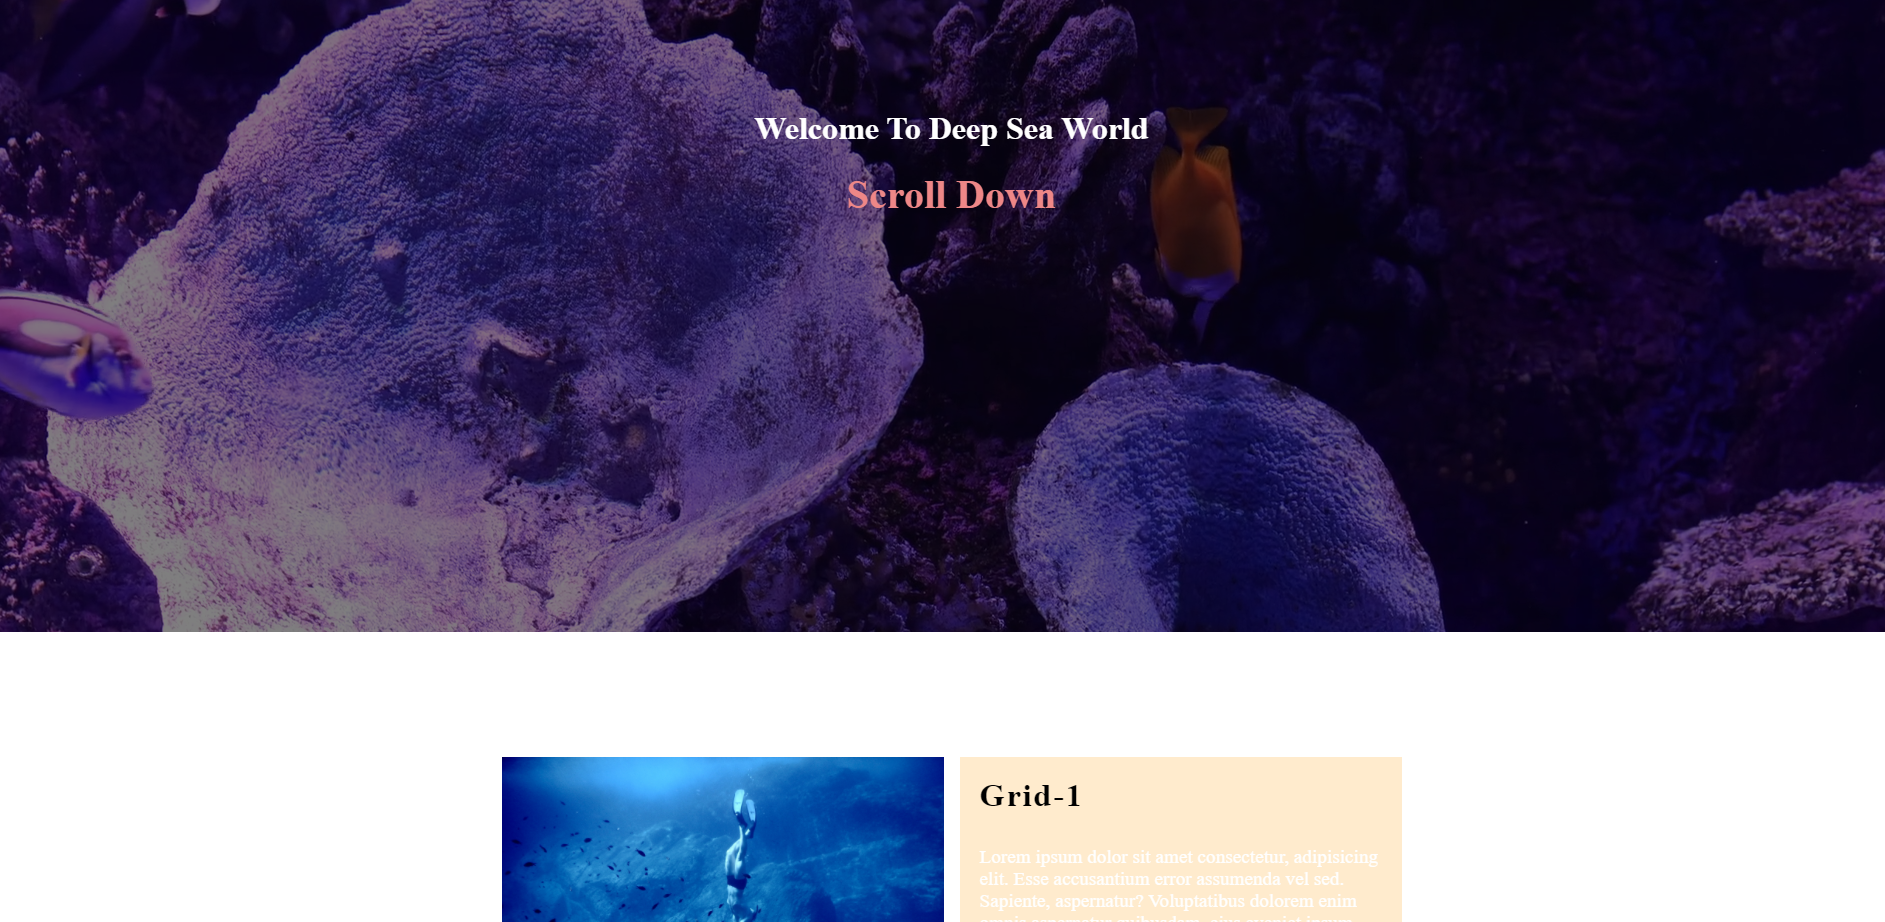 Welcome To Deep Sea World
Scroll Down
Grid-1
Lorem ipsum dolor sit amet consectetur, adipisicing
elit. Esse accusantium error assumenda vel sed.
Sapiente, aspernatur? Voluptatibus dolorem enim